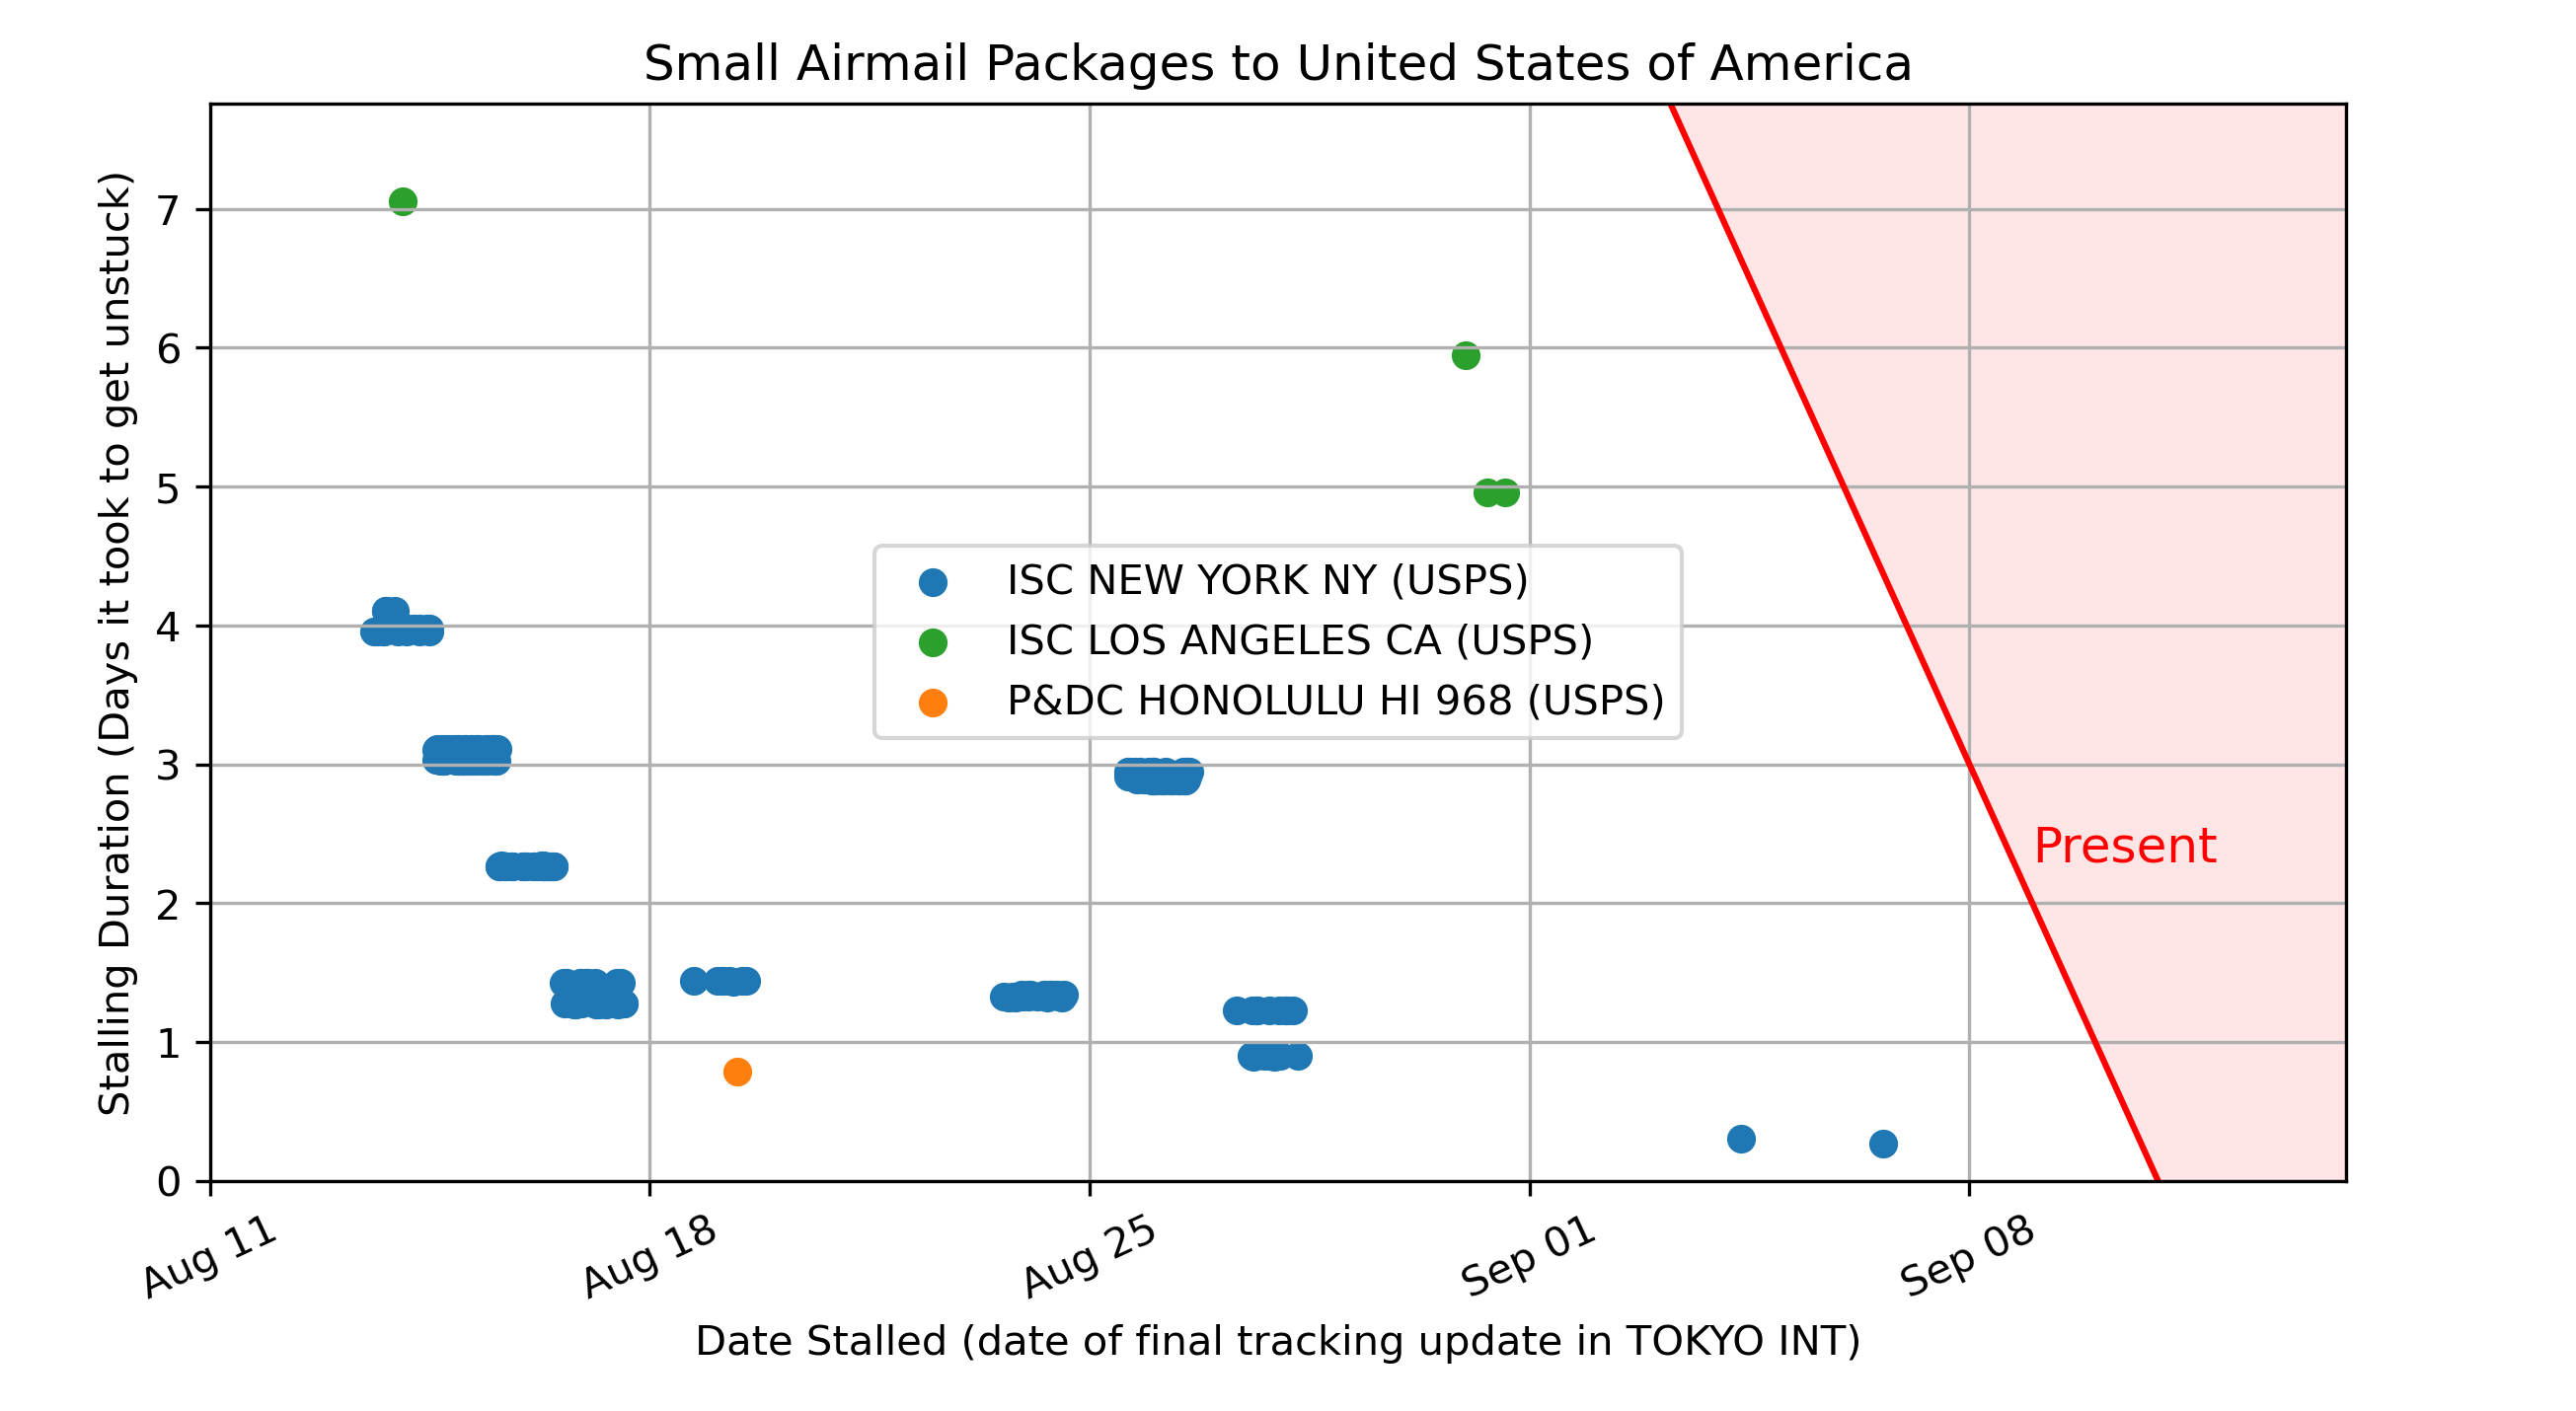 Small Airmail Packages to United States of America
Stalling Duration (Days it took to get unstuck)
7
6
5
4
3
2
1
0
ISC NEW YORK NY (USPS)
ISC LOS ANGELES CA (USPS)
P&DC HONOLULU HI 968 (USPS)
Present
Aug 11
Aug 18
Aug 25
Sep 01
Sep 08
Date Stalled (date of final tracking update in TOKYO INT)